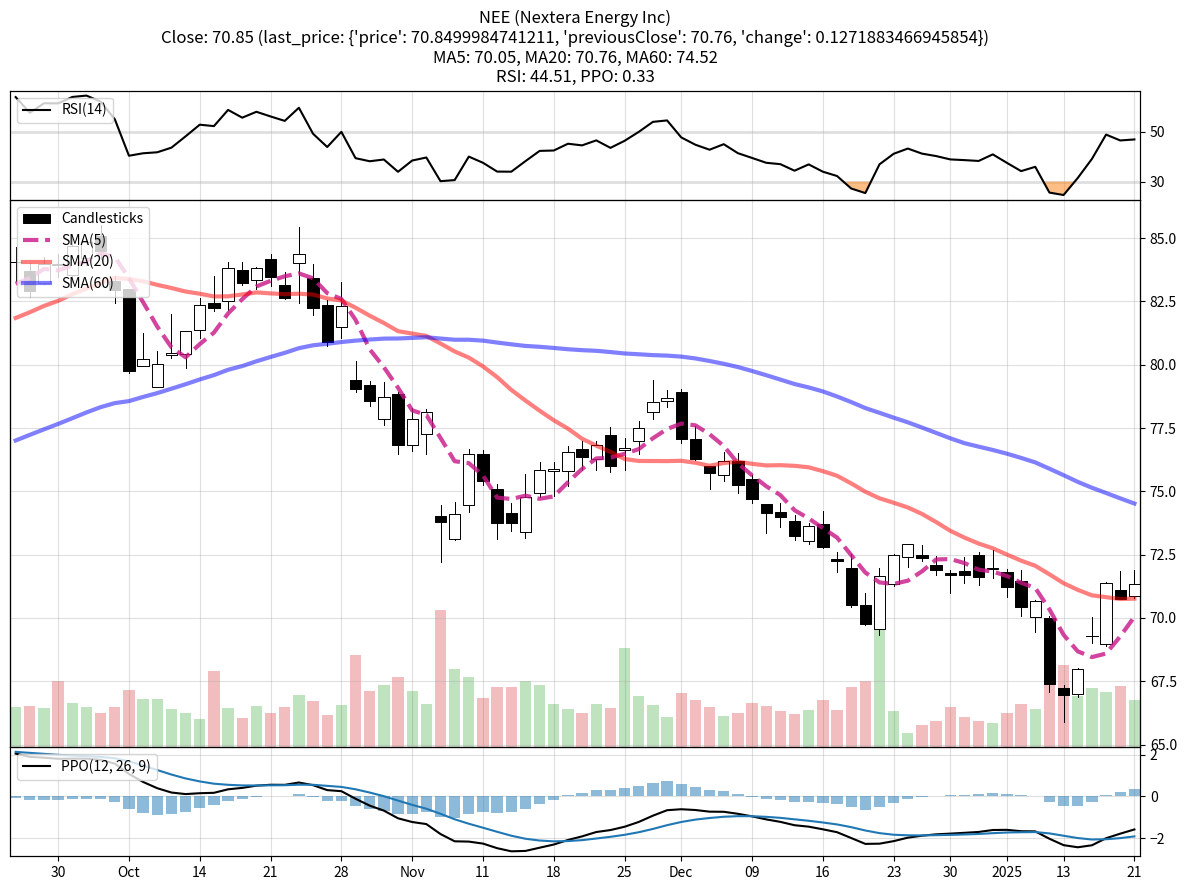 NEE (Nextera Energy Inc)
Close: 70.85 (last_price: {'price': 70.8499984741211, 'previousClose': 70.76, 'change': 0.1271883466945854})
MA5: 70.05, MA20: 70.76, MA60: 74.52
RSI: 44.51, PPO: 0.33
RSI(14)
50
30
Candlesticks
SMA(5)
SMA(20)
SMA(60)
85.0
82.5
80.0
77.5
75.0
72.5
70.0
67.5
65.0
PPO(12, 26, 9)
2
0
−2
30 Oct 14 21 28 Nov 11 18 25 Dec 09 16 23 30 2025 13 21